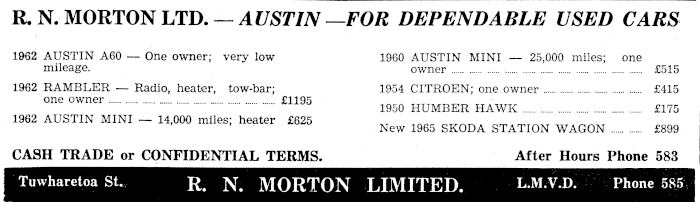 R. N. MORTON LTD. — AUSTIN — FOR DEPENDABLE USED CARS
1962 AUSTIN A60 — One owner; very low
mileage.
1962 RAMBLER — Radio, heater, tow-bar;
one owner ........ £1195
1962 AUSTIN MINI — 14,000 miles; heater £625
1960 AUSTIN MINI — 25,000 miles; one
owner ........ £515
1954 CITROEN; one owner ........ £415
1950 HUMBER HAWK ........ £175
New 1965 SKODA STATION WAGON ........ £899
CASH TRADE or CONFIDENTIAL TERMS. After Hours Phone 583
Tuwharetoa St. R. N. MORTON LIMITED. L.M.V.D. Phone 585